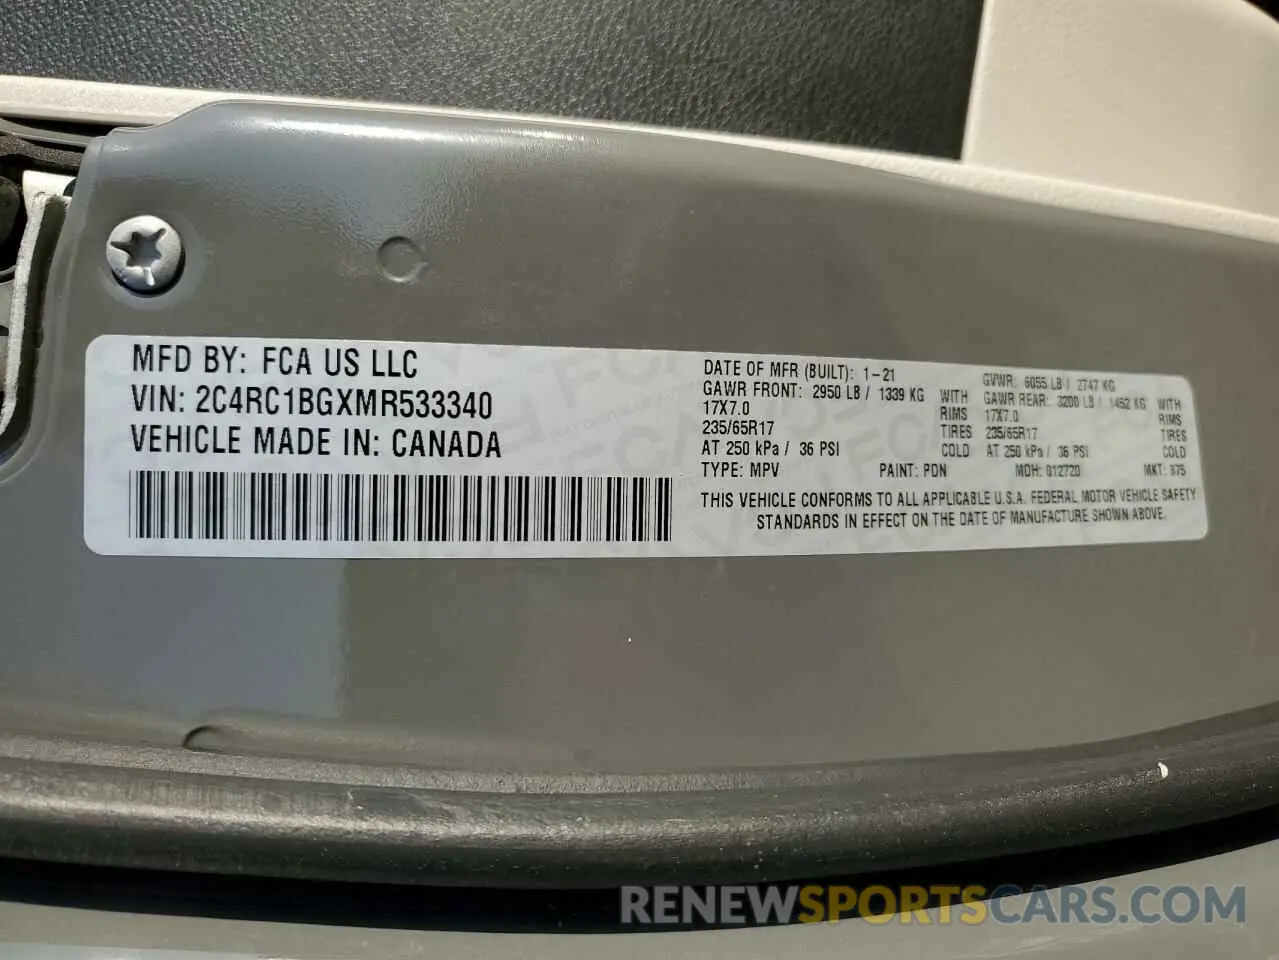 MFD BY: FCA US LLC
VIN: 2C4RC1BGXMR533340
VEHICLE MADE IN: CANADA
DATE OF MFR (BUILT): 1-21 GVWR: 6055 LB / 2747 KG
GAWR FRONT: 2950 LB / 1339 KG WITH GAWR REAR: 3200 LB / 1452 KG WITH
17X7.0 RIMS 17X7.0 RIMS
235/65R17 TIRES 235/65R17 TIRES
AT 250 kPa / 36 PSI COLD AT 250 kPa / 36 PSI COLD
TYPE: MPV PAINT: PDN MDH: 012720 MKT:
THIS VEHICLE CONFORMS TO ALL APPLICABLE U.S.A. FEDERAL MOTOR VEHICLE SAFETY
STANDARDS IN EFFECT ON THE DATE OF MANUFACTURE SHOWN ABOVE.
RENEWSPORTSCARS.COM